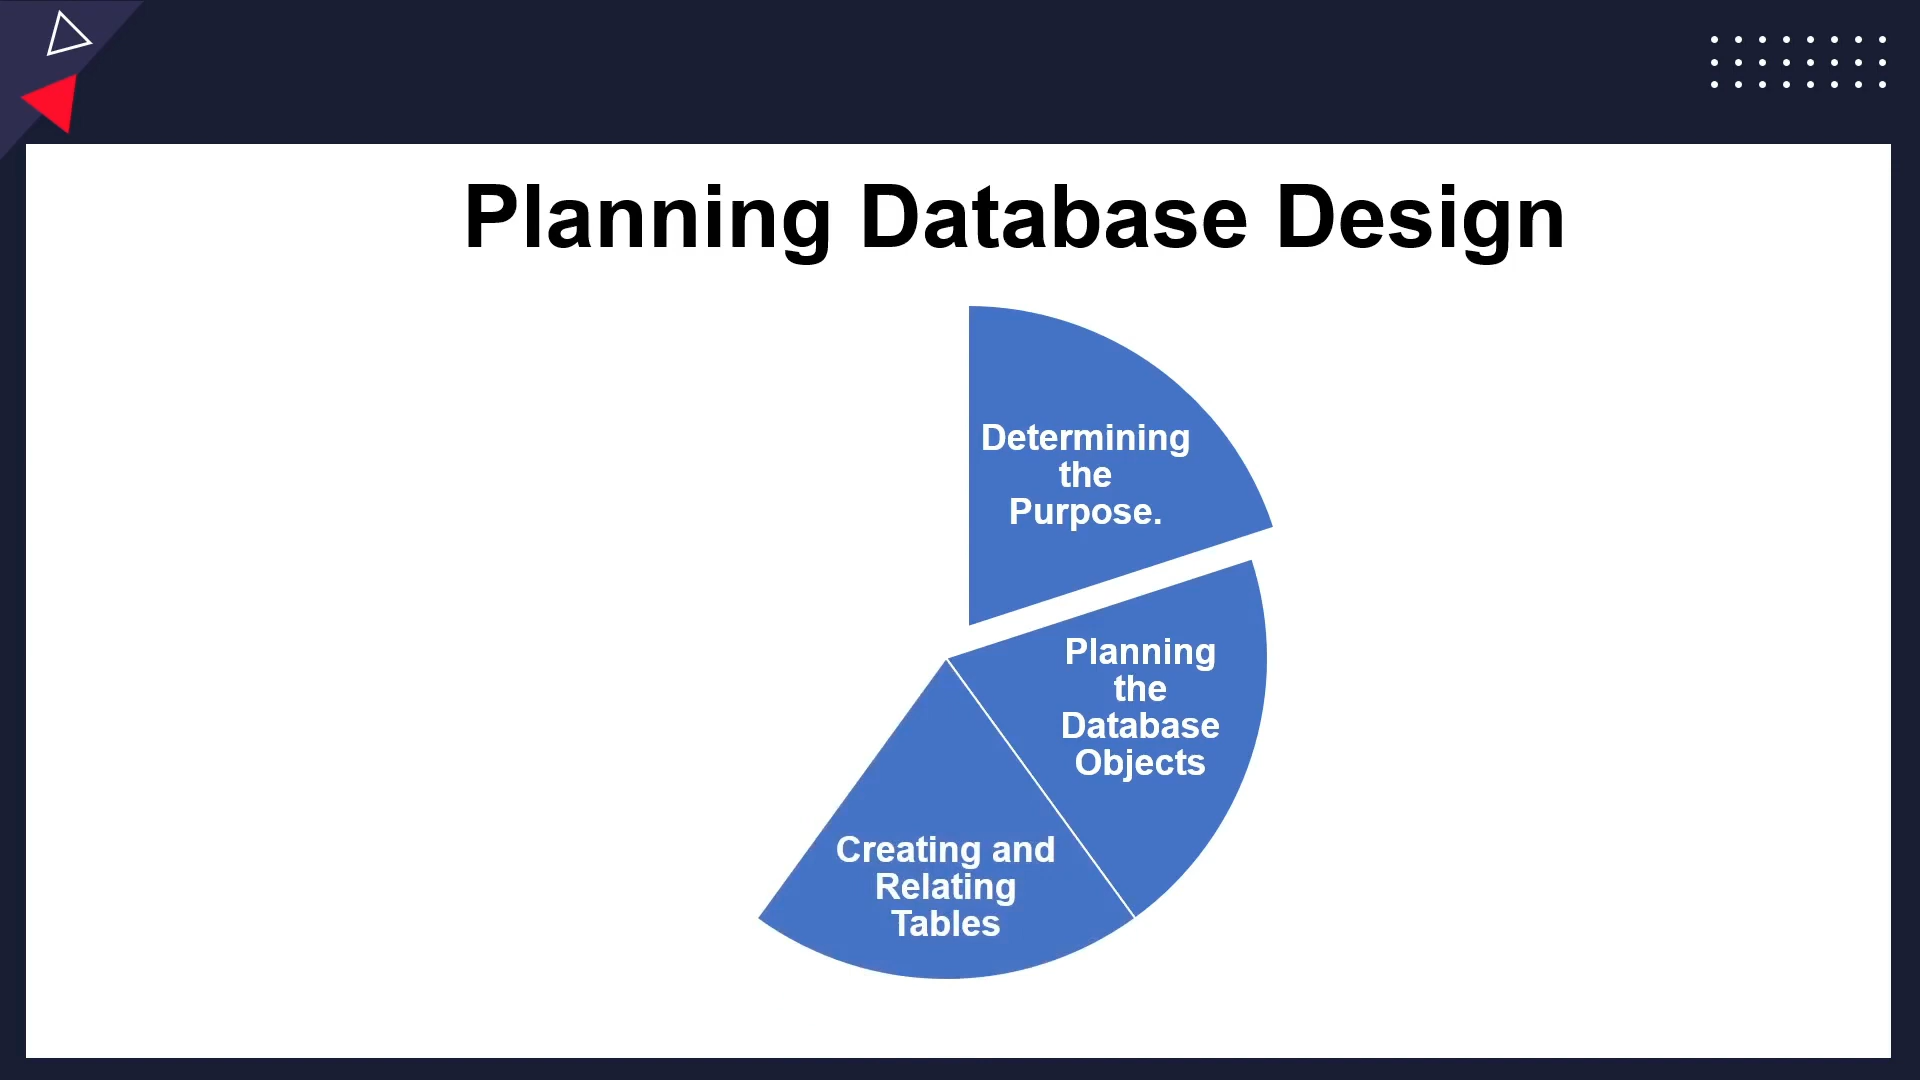 Planning Database Design
Determining
the
Purpose.
Planning
the
Database
Objects
Creating and
Relating
Tables